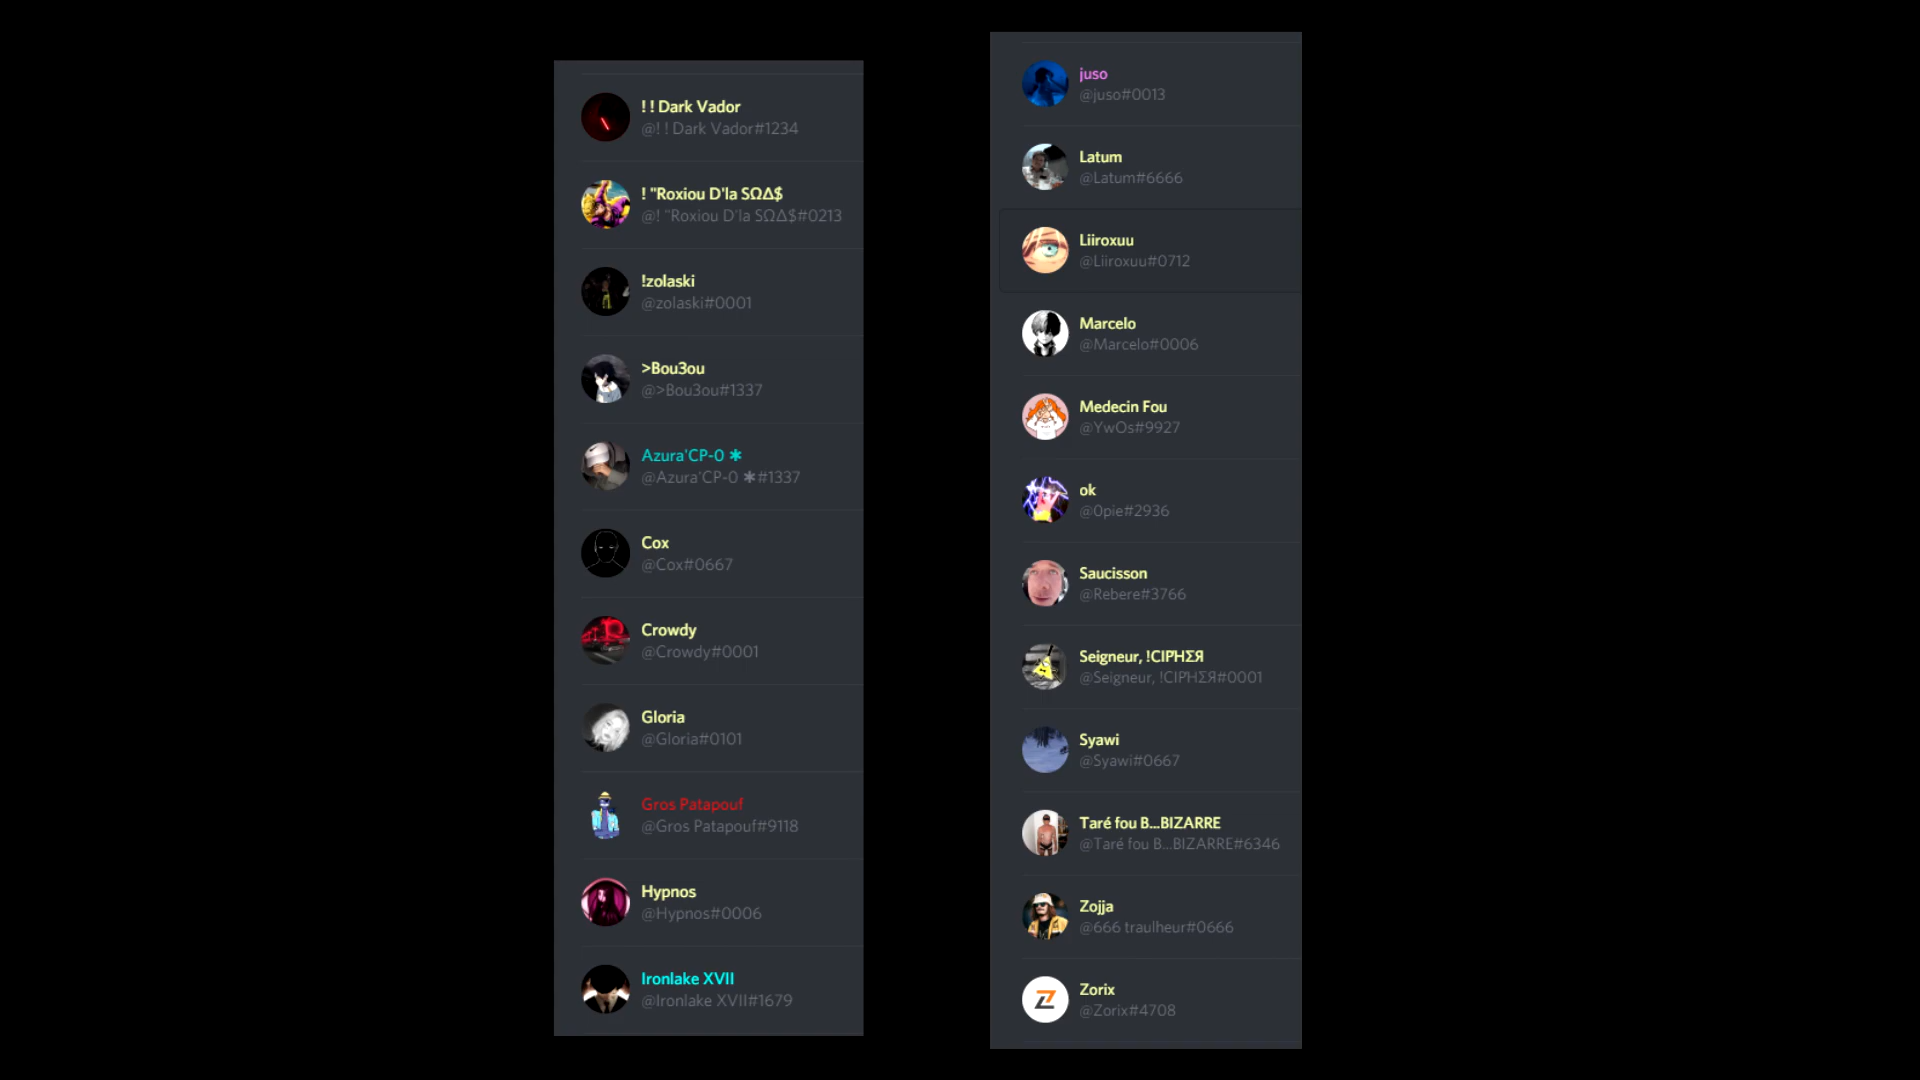 ! ! Dark Vador
@! ! Dark Vador#1234
! "Roxiou D'la SΩΔ$
@! "Roxiou D'la SΩΔ$#0213
!zolaski
@zolaski#0001
>Bou3ou
@>Bou3ou#1337
Azura'CP-0 ✱
@Azura'CP-0 ✱#1337
Cox
@Cox#0667
Crowdy
@Crowdy#0001
Gloria
@Gloria#0101
Gros Patapouf
@Gros Patapouf#9118
Hypnos
@Hypnos#0006
Ironlake XVII
@Ironlake XVII#1679
juso
@juso#0013
Latum
@Latum#6666
Liiroxuu
@Liiroxuu#0712
Marcelo
@Marcelo#0006
Medecin Fou
@YwOs#9927
ok
@0pie#2936
Saucisson
@Rebere#3766
Seigneur, !CIPΉΣЯ
@Seigneur, !CIPΉΣЯ#0001
Syawi
@Syawi#0667
Taré fou B...BIZARRE
@Taré fou B...BIZARRE#6346
Zojja
@666 traulheur#0666
Zorix
@Zorix#4708